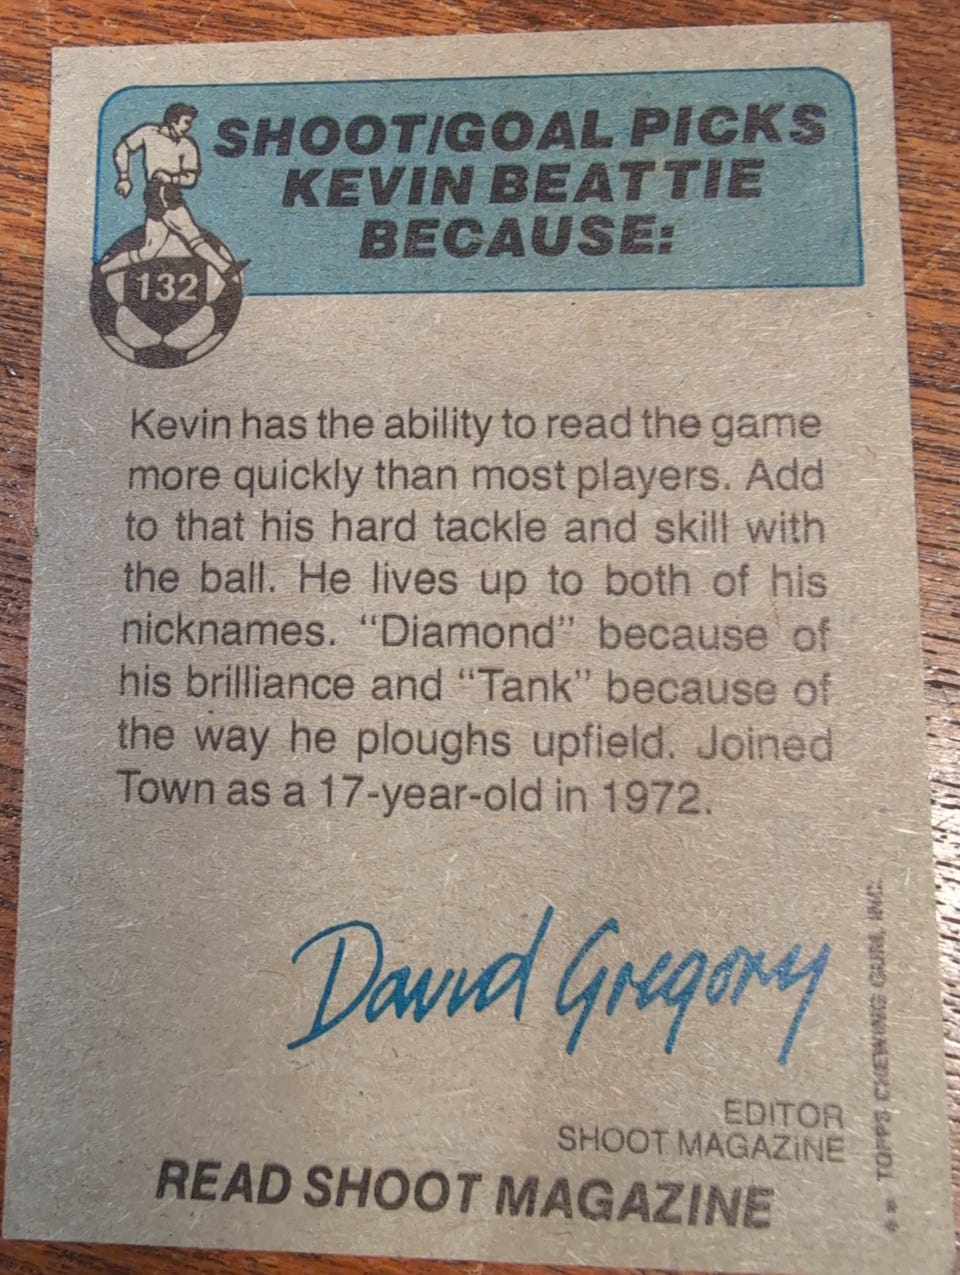 SHOOT/GOAL PICKS
KEVIN BEATTIE
BECAUSE:
132
Kevin has the ability to read the game
more quickly than most players. Add
to that his hard tackle and skill with
the ball. He lives up to both of his
nicknames. “Diamond” because of
his brilliance and “Tank” because of
the way he ploughs upfield. Joined
Town as a 17-year-old in 1972.
David Gregory
EDITOR
SHOOT MAGAZINE
READ SHOOT MAGAZINE
** TOPPS CHEWING GUM, INC.